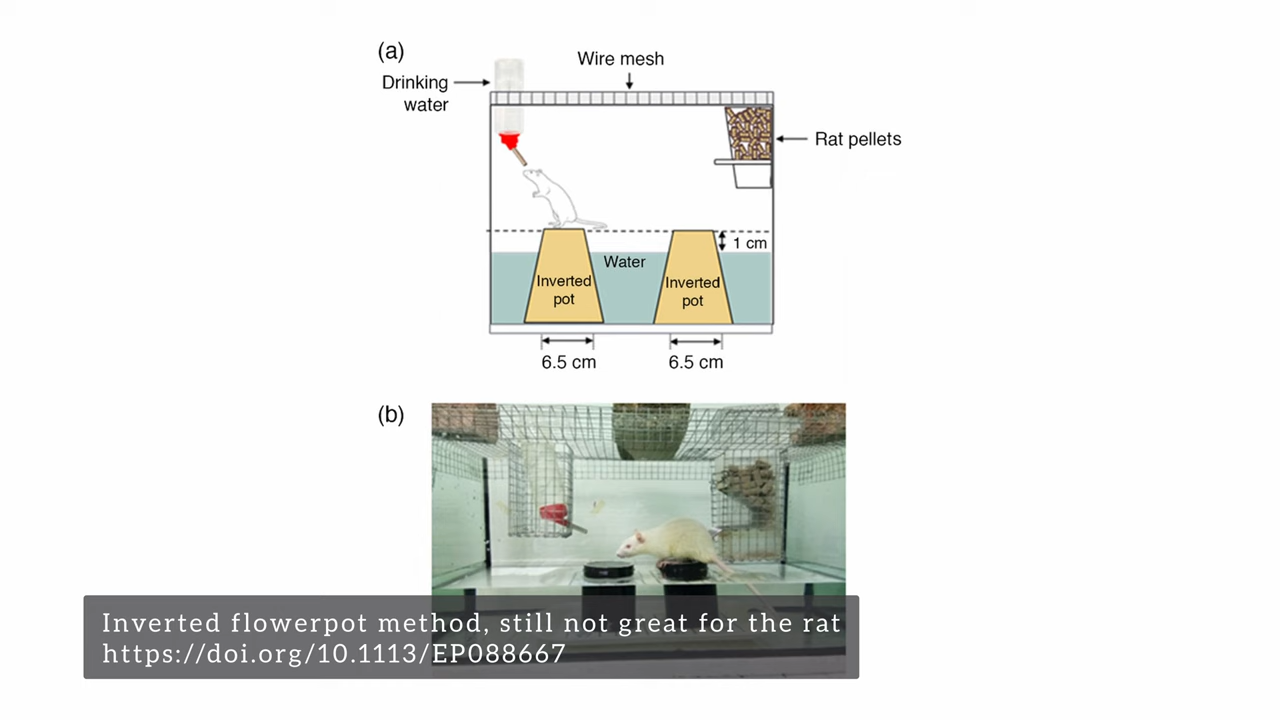 (a)
Wire mesh
Drinking
water
Rat pellets
1 cm
Water
Inverted
pot
Inverted
pot
6.5 cm
6.5 cm
(b)
Inverted flowerpot method, still not great for the rat
https://doi.org/10.1113/EP088667